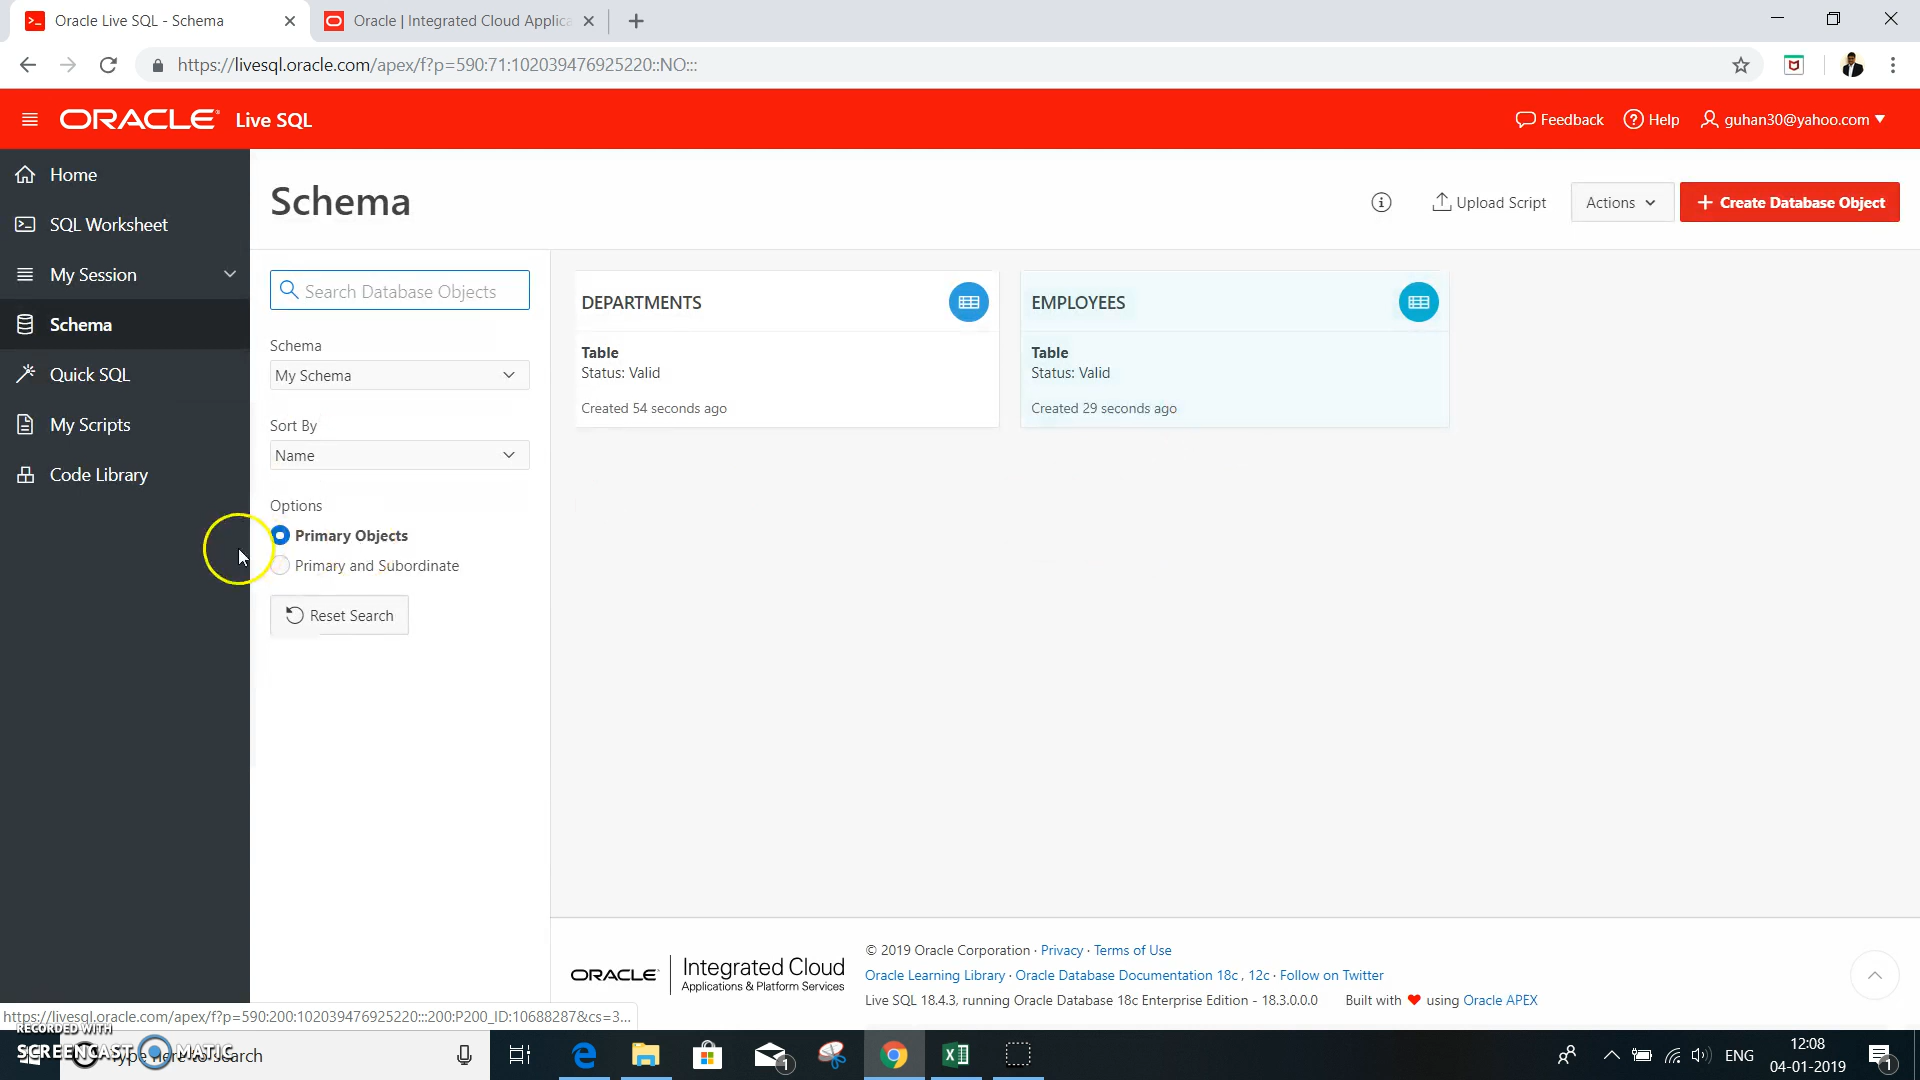 Oracle Live SQL - Schema
Oracle | Integrated Cloud Applica
https://livesql.oracle.com/apex/f?p=590:71:102039476925220::NO:::
ORACLE Live SQL
Feedback
Help
guhan30@yahoo.com
Home
SQL Worksheet
My Session
Schema
Quick SQL
My Scripts
Code Library
Schema
Upload Script
Actions
Create Database Object
Search Database Objects
Schema
My Schema
Sort By
Name
Options
Primary Objects
Primary and Subordinate
Reset Search
DEPARTMENTS
Table
Status: Valid
Created 54 seconds ago
EMPLOYEES
Table
Status: Valid
Created 29 seconds ago
ORACLE
Integrated Cloud
Applications & Platform Services
© 2019 Oracle Corporation · Privacy · Terms of Use
Oracle Learning Library · Oracle Database Documentation 18c, 12c · Follow on Twitter
Live SQL 18.4.3, running Oracle Database 18c Enterprise Edition - 18.3.0.0.0 Built with ❤ using Oracle APEX
https://livesql.oracle.com/apex/f?p=590:200:102039476925220:::200:P200_ID:10688287&cs=3...
RECORDED WITH
SCREENCAST MATIC
Type here to search
1
ENG
12:08
04-01-2019
1